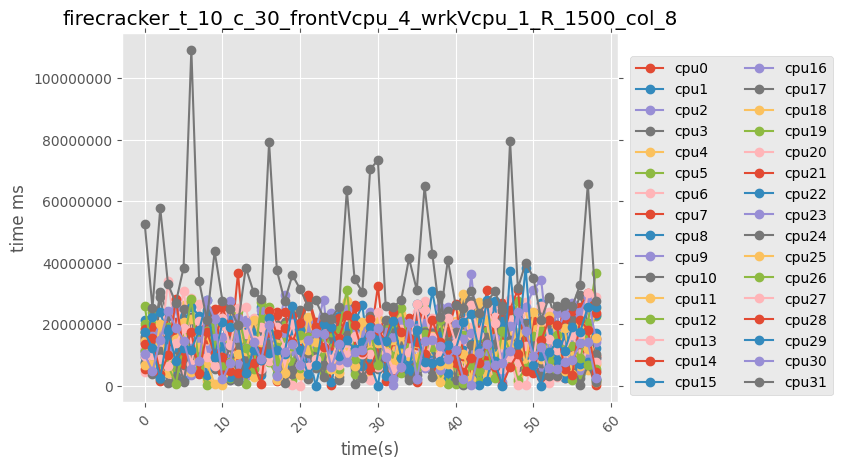 firecracker_t_10_c_30_frontVcpu_4_wrkVcpu_1_R_1500_col_8
time ms
100000000
80000000
60000000
40000000
20000000
0
0
10
20
30
40
50
60
time(s)
cpu0
cpu1
cpu2
cpu3
cpu4
cpu5
cpu6
cpu7
cpu8
cpu9
cpu10
cpu11
cpu12
cpu13
cpu14
cpu15
cpu16
cpu17
cpu18
cpu19
cpu20
cpu21
cpu22
cpu23
cpu24
cpu25
cpu26
cpu27
cpu28
cpu29
cpu30
cpu31